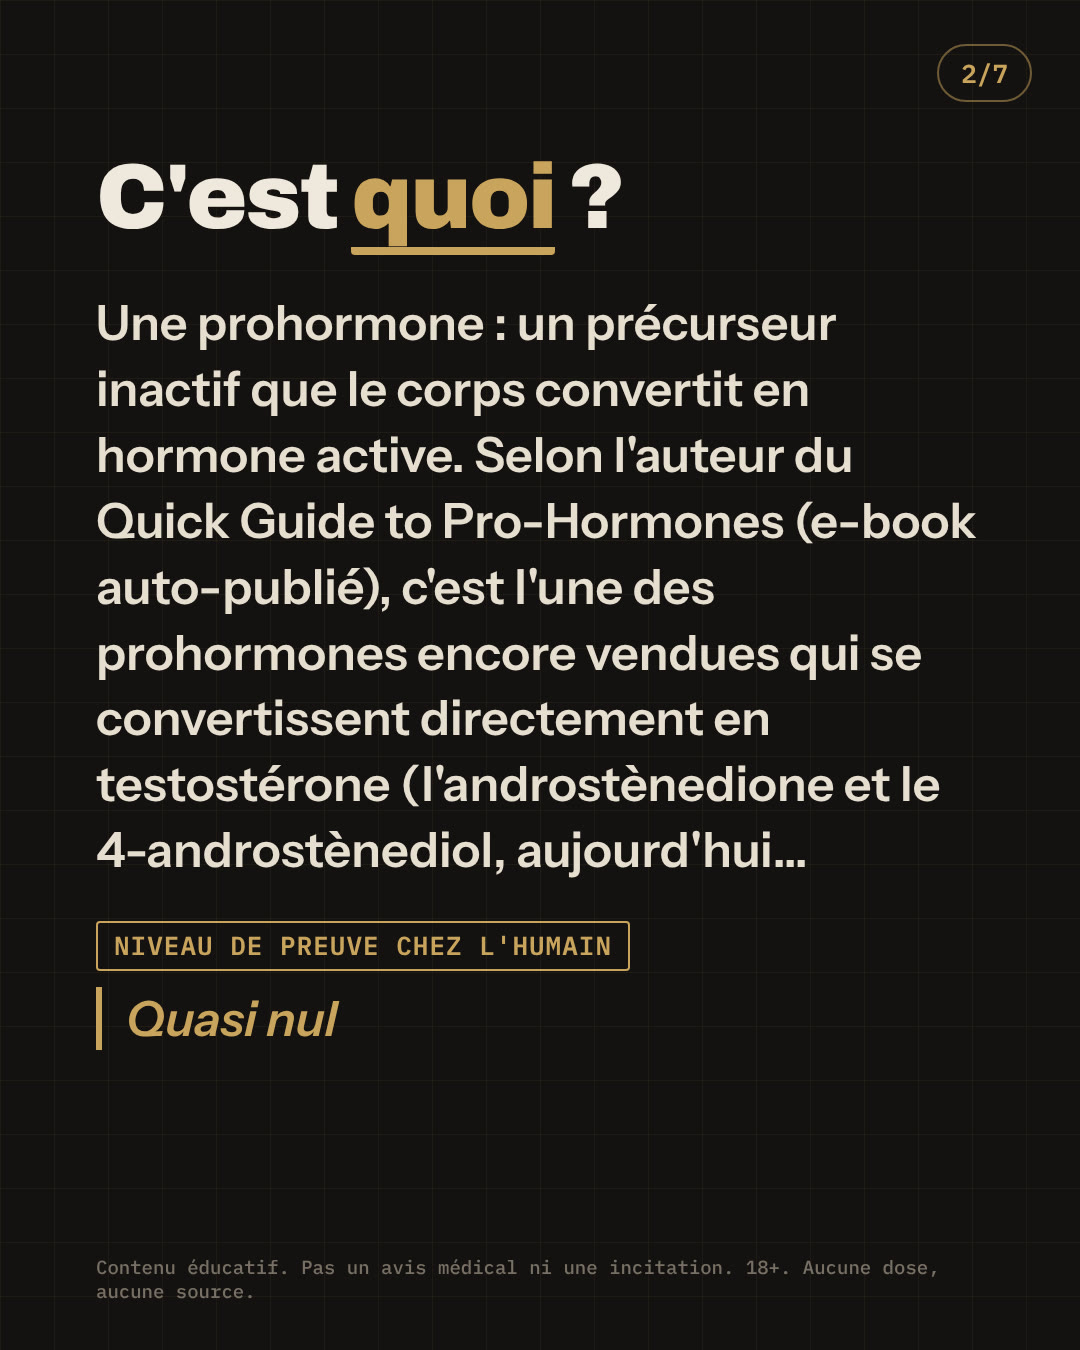 2/7
C'est quoi ?
Une prohormone : un précurseur
inactif que le corps convertit en
hormone active. Selon l'auteur du
Quick Guide to Pro-Hormones (e-book
auto-publié), c'est l'une des
prohormones encore vendues qui se
convertissent directement en
testostérone (l'androstènedione et le
4-androstènediol, aujourd'hui...
NIVEAU DE PREUVE CHEZ L'HUMAIN
Quasi nul
Contenu éducatif. Pas un avis médical ni une incitation. 18+. Aucune dose,
aucune source.